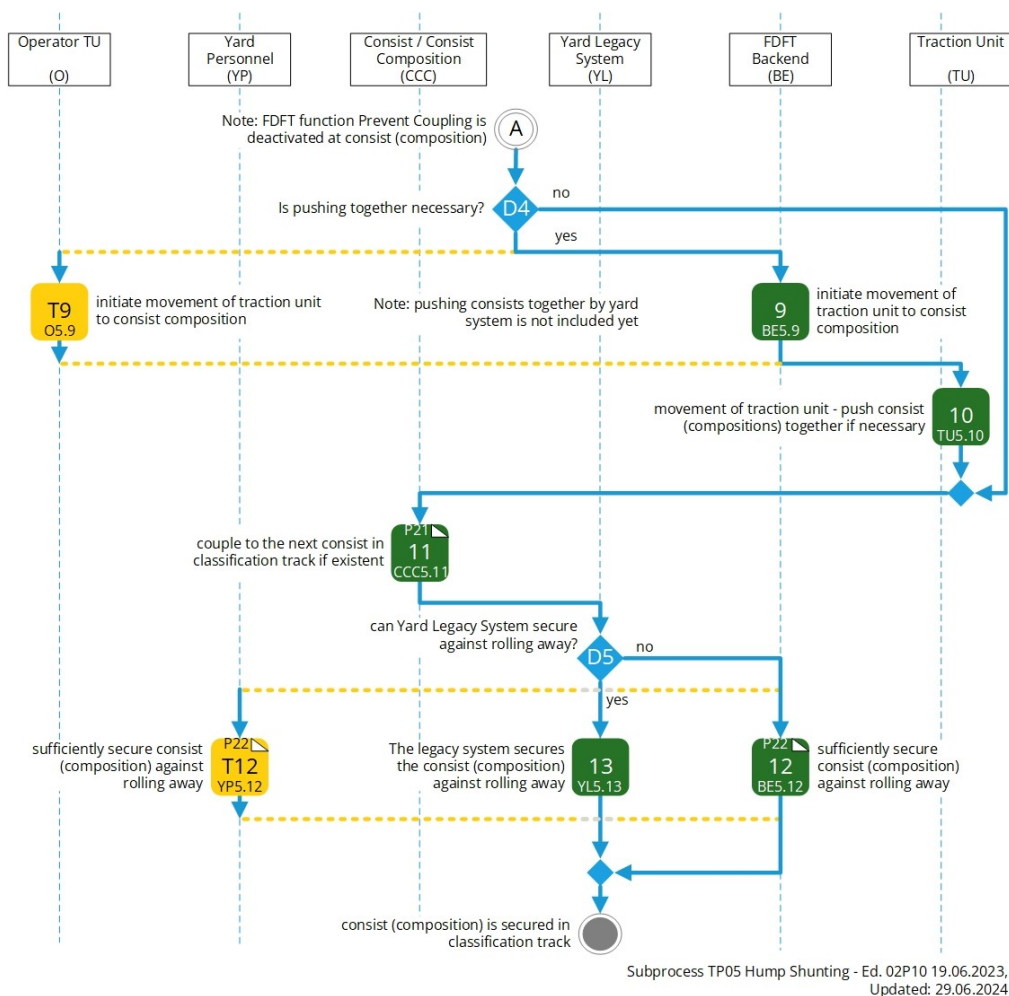 Operator TU
(O)
Yard
Personnel
(YP)
Consist / Consist
Composition
(CCC)
Yard Legacy
System
(YL)
FDFT
Backend
(BE)
Traction Unit
(TU)
Note: FDFT function Prevent Coupling is
deactivated at consist (composition)
A
Is pushing together necessary?
D4
no
yes
T9
O5.9
initiate movement of traction unit
to consist composition
Note: pushing consists together by yard
system is not included yet
9
BE5.9
initiate movement of
traction unit to consist
composition
movement of traction unit - push consist
(compositions) together if necessary
10
TU5.10
couple to the next consist in
classification track if existent
P21
11
CCC5.11
can Yard Legacy System secure
against rolling away?
D5
no
yes
sufficiently secure consist
(composition) against
rolling away
P22
T12
YP5.12
The legacy system secures
the consist (composition)
against rolling away
13
YL5.13
P22
12
BE5.12
sufficiently secure
consist (composition)
against rolling away
consist (composition) is secured in
classification track
Subprocess TP05 Hump Shunting - Ed. 02P10 19.06.2023,
Updated: 29.06.2024